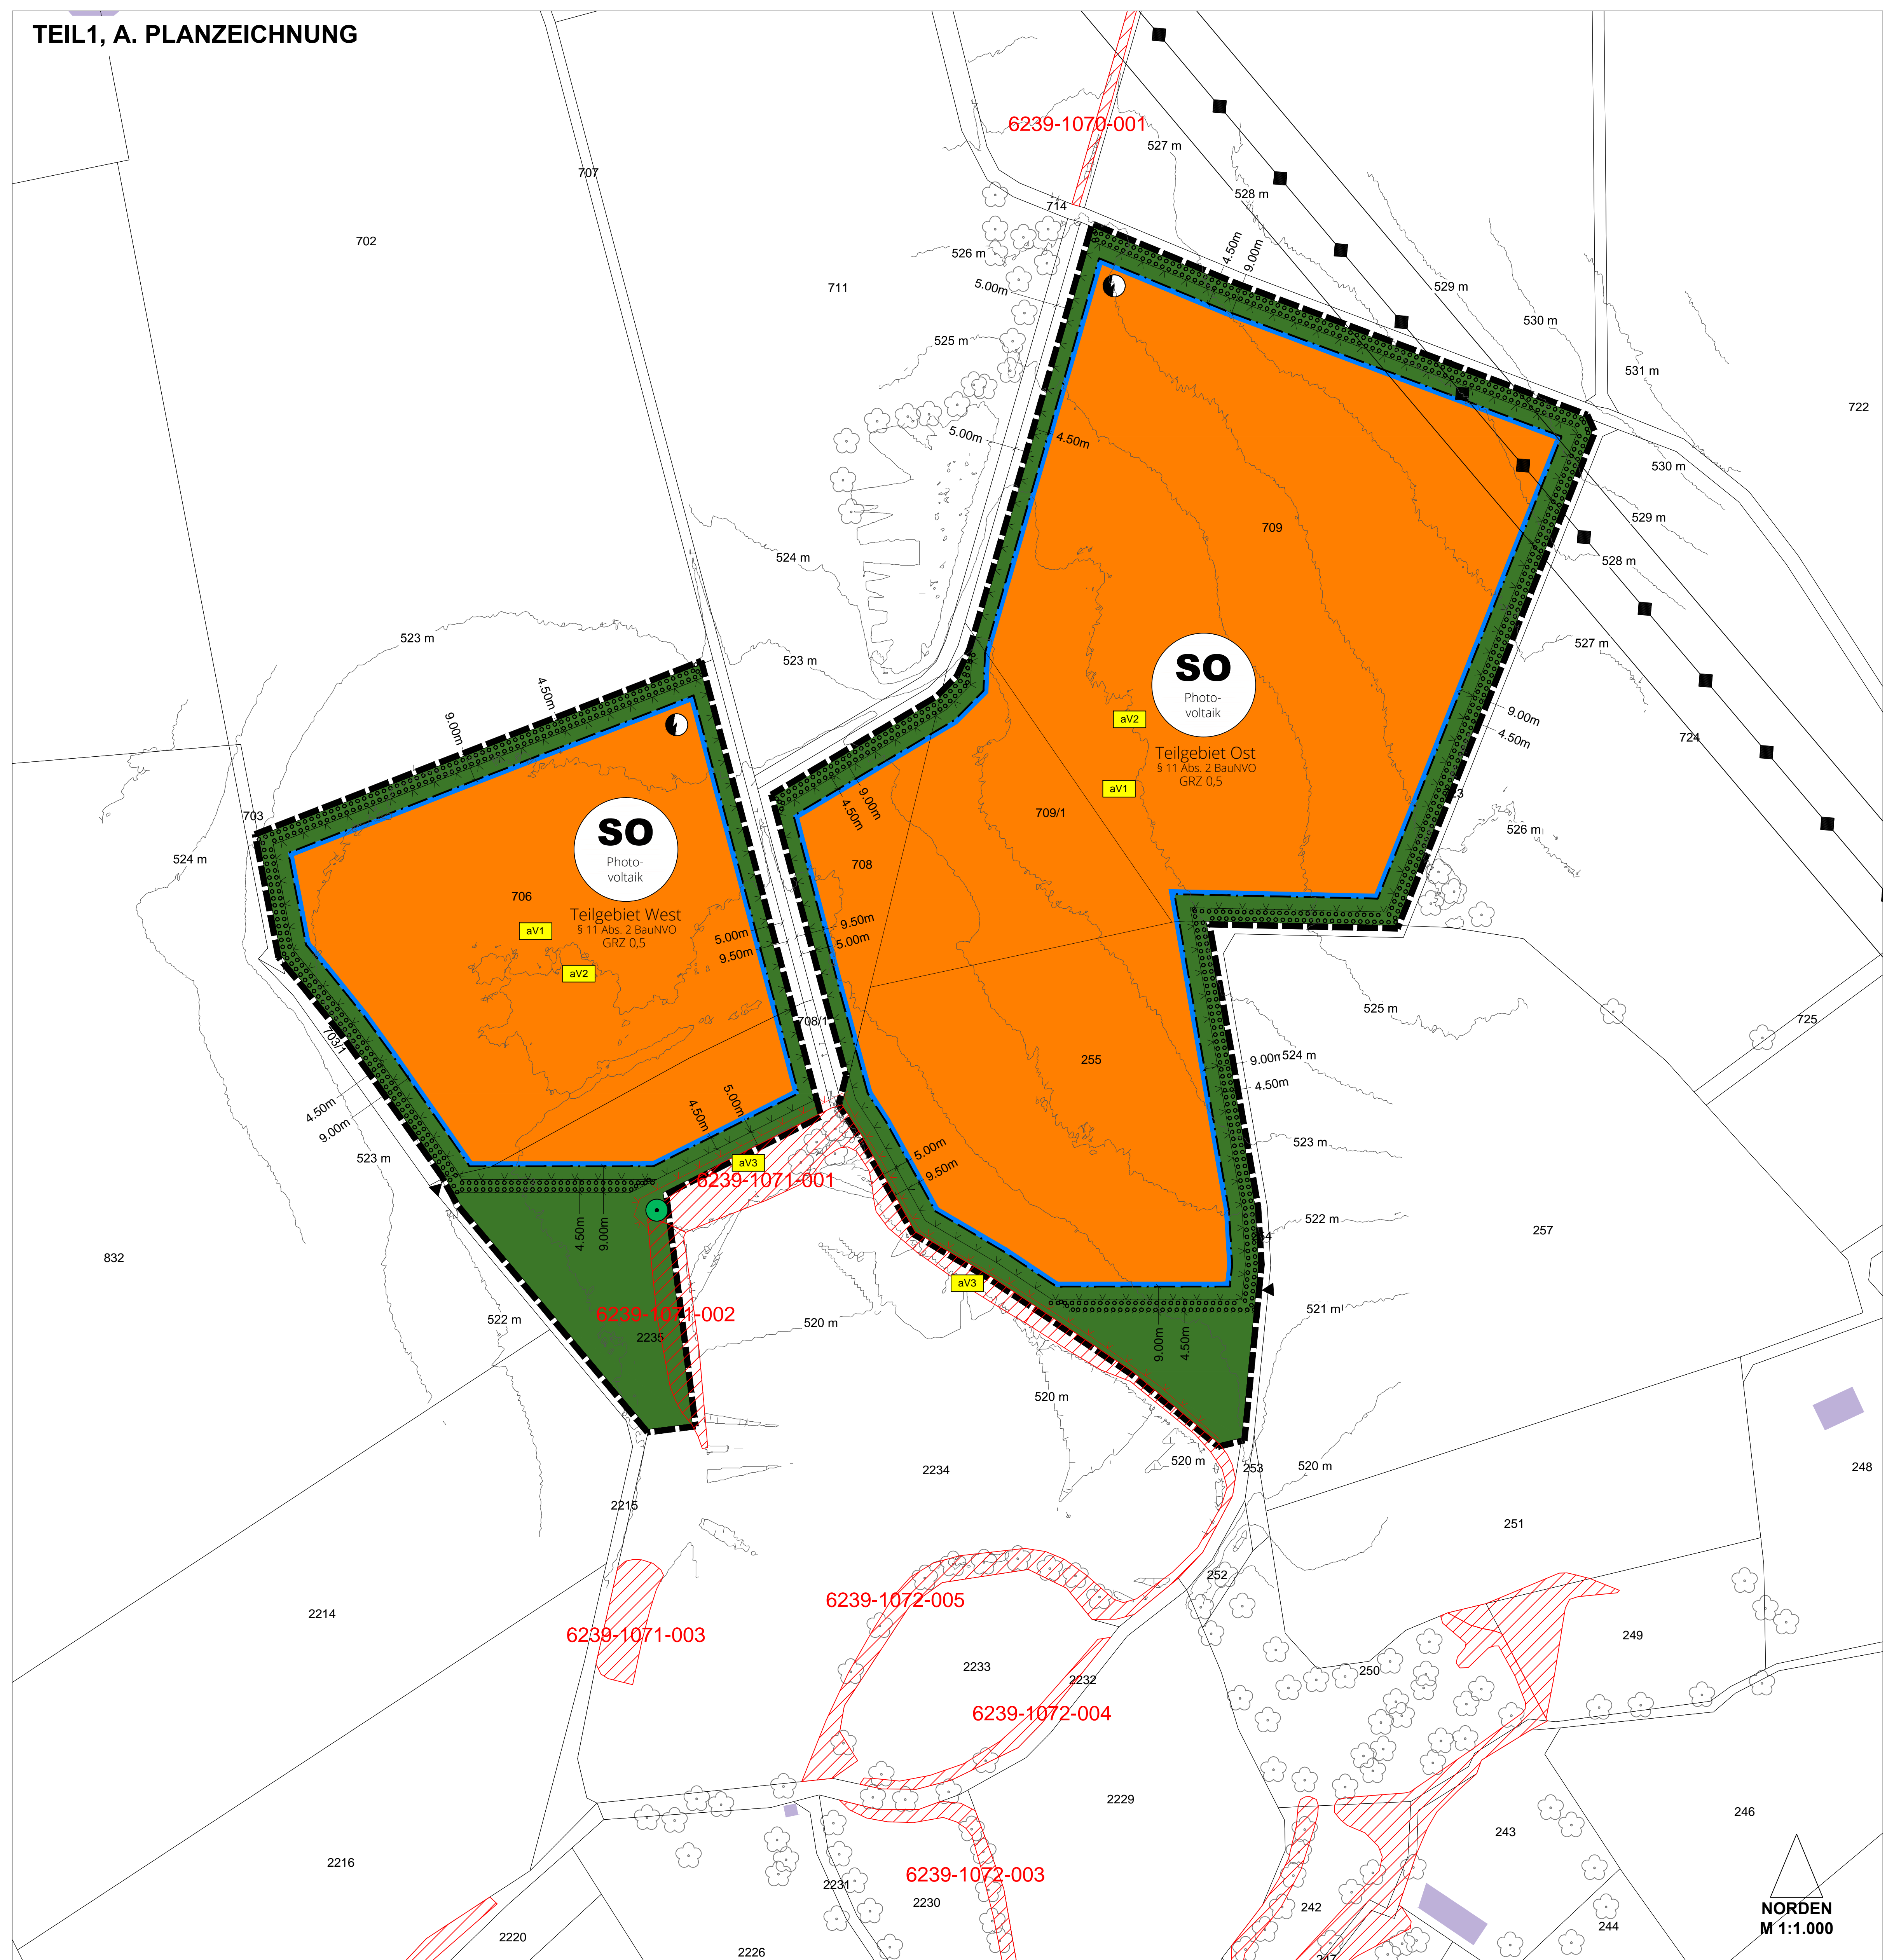 TEIL1, A. PLANZEICHNUNG
6239-1070-001
527 m
707
528 m
714
702
4.50m
9.00m
526 m
711
5.00m
529 m
530 m
525 m
531 m
722
5.00m
4.50m
530 m
529 m
709
524 m
528 m
523 m
527 m
523 m
SO
Photo-
voltaik
4.50m
9.00m
9.00m
4.50m
aV2
724
Teilgebiet Ost
§ 11 Abs. 2 BauNVO
GRZ 0,5
aV1
9.00m
4.50m
703
709/1
526 m
SO
Photo-
voltaik
524 m
708
706
Teilgebiet West
§ 11 Abs. 2 BauNVO
GRZ 0,5
aV1
9.50m
5.00m
5.00m
9.50m
aV2
525 m
725
708/1
703/1
255
9.00m
524 m
4.50m
4.50m
9.00m
4.50m
5.00m
523 m
523 m
5.00m
9.50m
aV3
6239-1071-001
522 m
257
4.50m
9.00m
832
aV3
6239-1071-002
2235
522 m
520 m
521 m
9.00m
4.50m
520 m
520 m
253
520 m
248
2234
2215
251
252
2214
6239-1072-005
6239-1071-003
249
2233
250
2232
6239-1072-004
2229
246
243
2216
6239-1072-003
2231
2230
242
NORDEN
M 1:1.000
244
2220
2226